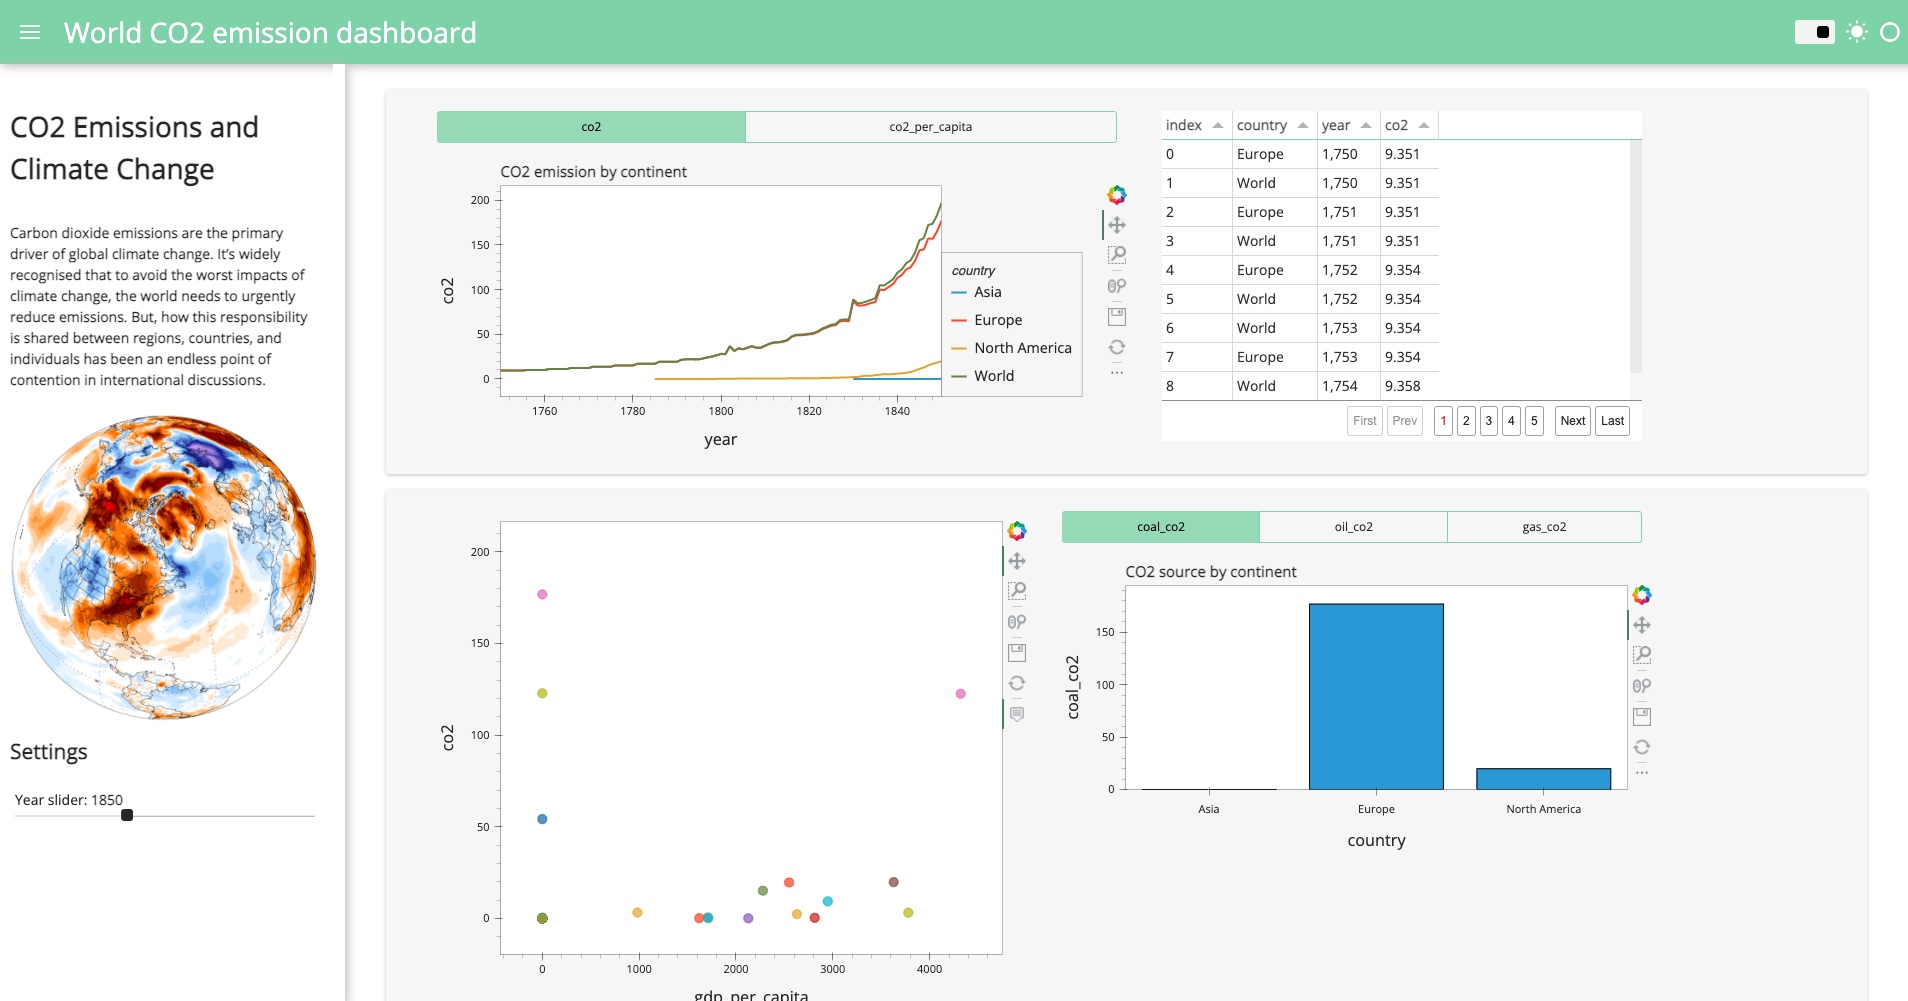 World CO2 emission dashboard
CO2 Emissions and
Climate Change
Carbon dioxide emissions are the primary
driver of global climate change. It's widely
recognised that to avoid the worst impacts of
climate change, the world needs to urgently
reduce emissions. But, how this responsibility
is shared between regions, countries, and
individuals has been an endless point of
contention in international discussions.
Settings
Year slider: 1850
co2 co2_per_capita
CO2 emission by continent
200
150
100
50
0
co2
1760 1780 1800 1820 1840
year
country
Asia
Europe
North America
World
index country year co2
0 Europe 1,750 9.351
1 World 1,750 9.351
2 Europe 1,751 9.351
3 World 1,751 9.351
4 Europe 1,752 9.354
5 World 1,752 9.354
6 World 1,753 9.354
7 Europe 1,753 9.354
8 World 1,754 9.358
First Prev 1 2 3 4 5 Next Last
200
150
100
50
0
co2
0 1000 2000 3000 4000
gdp_per_capita
coal_co2 oil_co2 gas_co2
CO2 source by continent
150
100
50
0
coal_co2
Asia Europe North America
country